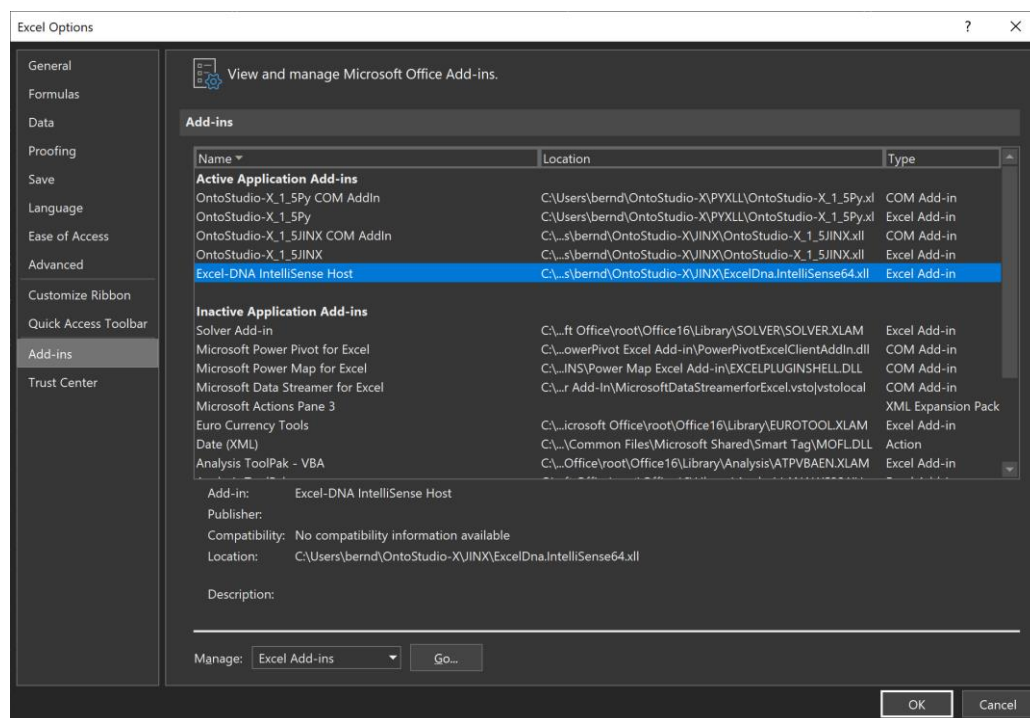 Excel Options ? ×
General
Formulas
Data
Proofing
Save
Language
Ease of Access
Advanced
Customize Ribbon
Quick Access Toolbar
Add-ins
Trust Center
View and manage Microsoft Office Add-ins.
Add-ins
Name Location Type
Active Application Add-ins
OntoStudio-X_1_5Py COM AddIn C:\Users\bernd\OntoStudio-X\PYXLL\OntoStudio-X_1_5Py.xl COM Add-in
OntoStudio-X_1_5Py C:\Users\bernd\OntoStudio-X\PYXLL\OntoStudio-X_1_5Py.xl Excel Add-in
OntoStudio-X_1_5JINX COM AddIn C:\...s\bernd\OntoStudio-X\JINX\OntoStudio-X_1_5JINX.xll COM Add-in
OntoStudio-X_1_5JINX C:\...s\bernd\OntoStudio-X\JINX\OntoStudio-X_1_5JINX.xll Excel Add-in
Excel-DNA IntelliSense Host C:\...s\bernd\OntoStudio-X\JINX\ExcelDna.IntelliSense64.xll Excel Add-in
Inactive Application Add-ins
Solver Add-in C:\...ft Office\root\Office16\Library\SOLVER\SOLVER.XLAM Excel Add-in
Microsoft Power Pivot for Excel C:\...owerPivot Excel Add-in\PowerPivotExcelClientAddIn.dll COM Add-in
Microsoft Power Map for Excel C:\...INS\Power Map Excel Add-in\EXCELPLUGINSHELL.DLL COM Add-in
Microsoft Data Streamer for Excel C:\...r Add-In\MicrosoftDataStreamerforExcel.vsto|vstolocal COM Add-in
Microsoft Actions Pane 3 XML Expansion Pack
Euro Currency Tools C:\...icrosoft Office\root\Office16\Library\EUROTOOL.XLAM Excel Add-in
Date (XML) C:\...\Common Files\Microsoft Shared\Smart Tag\MOFL.DLL Action
Analysis ToolPak - VBA C:\...Office\root\Office16\Library\Analysis\ATPVBAEN.XLAM Excel Add-in
Add-in: Excel-DNA IntelliSense Host
Publisher:
Compatibility: No compatibility information available
Location: C:\Users\bernd\OntoStudio-X\JINX\ExcelDna.IntelliSense64.xll
Description:
Manage: Excel Add-ins Go...
OK Cancel